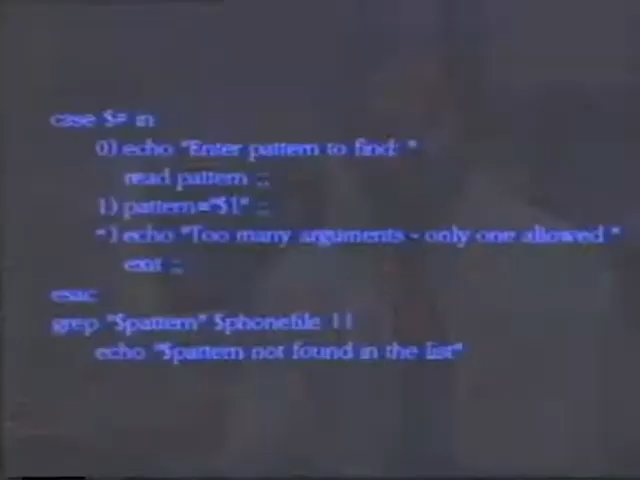 case $# in
0) echo "Enter pattern to find: "
read pattern ;;
1) pattern="$1" ;;
*) echo "Too many arguments - only one allowed "
exit ;;
esac
grep "$pattern" $phonefile ||
echo "$pattern not found in the list"